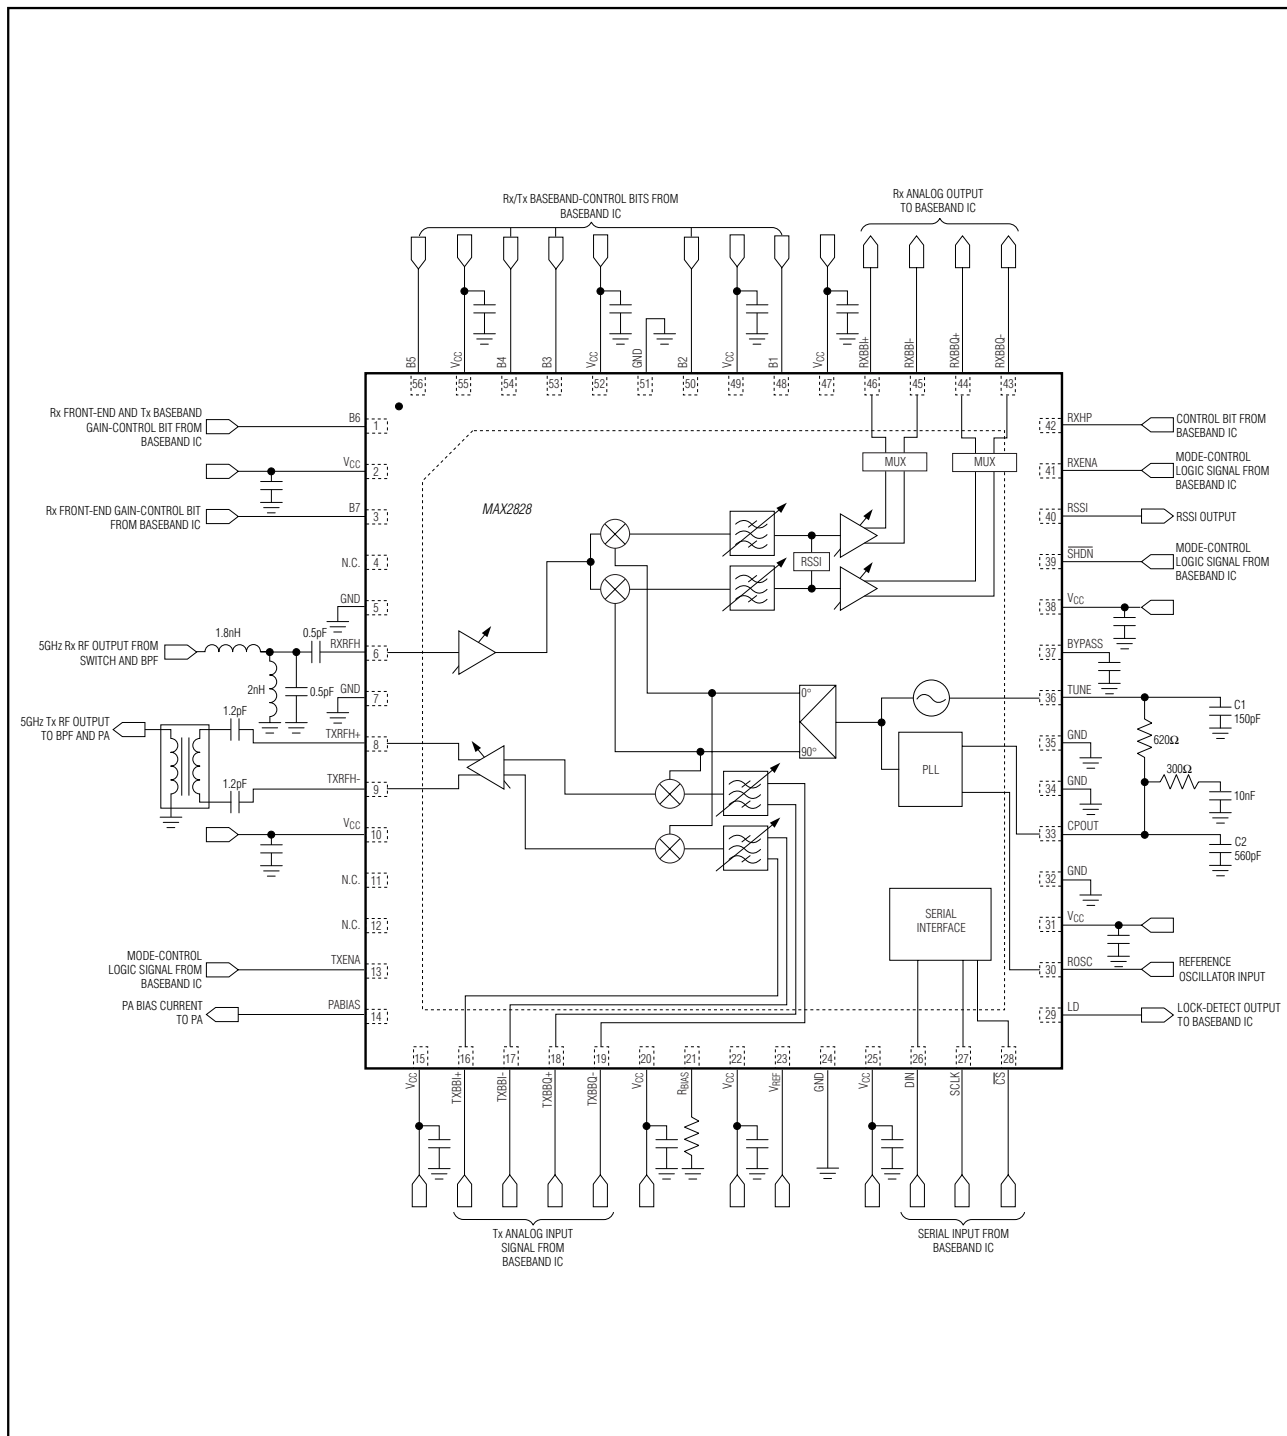 Rx/Tx BASEBAND-CONTROL BITS FROM
BASEBAND IC
Rx ANALOG OUTPUT
TO BASEBAND IC
B5
VCC
B4
B3
VCC
GND
B2
VCC
B1
VCC
RXBBI+
RXBBI-
RXBBQ+
RXBBQ-
56
55
54
53
52
51
50
49
48
47
46
45
44
43
Rx FRONT-END AND Tx BASEBAND
GAIN-CONTROL BIT FROM
BASEBAND IC
B6
1
VCC
2
Rx FRONT-END GAIN-CONTROL BIT
FROM BASEBAND IC
B7
3
N.C.
4
GND
5
5GHz Rx RF OUTPUT FROM
SWITCH AND BPF
1.8nH
0.5pF
RXRFH
6
2nH
0.5pF
GND
7
5GHz Tx RF OUTPUT
TO BPF AND PA
1.2pF
TXRFH+
8
1.2pF
TXRFH-
9
VCC
10
N.C.
11
N.C.
12
MODE-CONTROL
LOGIC SIGNAL FROM
BASEBAND IC
TXENA
13
PA BIAS CURRENT
TO PA
PABIAS
14
MAX2828
MUX
MUX
RSSI
0°
90°
PLL
SERIAL
INTERFACE
42
RXHP
CONTROL BIT FROM
BASEBAND IC
41
RXENA
MODE-CONTROL
LOGIC SIGNAL FROM
BASEBAND IC
40
RSSI
RSSI OUTPUT
39
SHDN
MODE-CONTROL
LOGIC SIGNAL FROM
BASEBAND IC
38
VCC
37
BYPASS
36
TUNE
C1
150pF
620Ω
35
GND
300Ω
10nF
34
GND
33
CPOUT
C2
560pF
32
GND
31
VCC
30
ROSC
REFERENCE
OSCILLATOR INPUT
29
LD
LOCK-DETECT OUTPUT
TO BASEBAND IC
15
16
17
18
19
20
21
22
23
24
25
26
27
28
VCC
TXBBI+
TXBBI-
TXBBQ+
TXBBQ-
VCC
RBIAS
VCC
VREF
GND
VCC
DIN
SCLK
CS
Tx ANALOG INPUT
SIGNAL FROM
BASEBAND IC
SERIAL INPUT FROM
BASEBAND IC